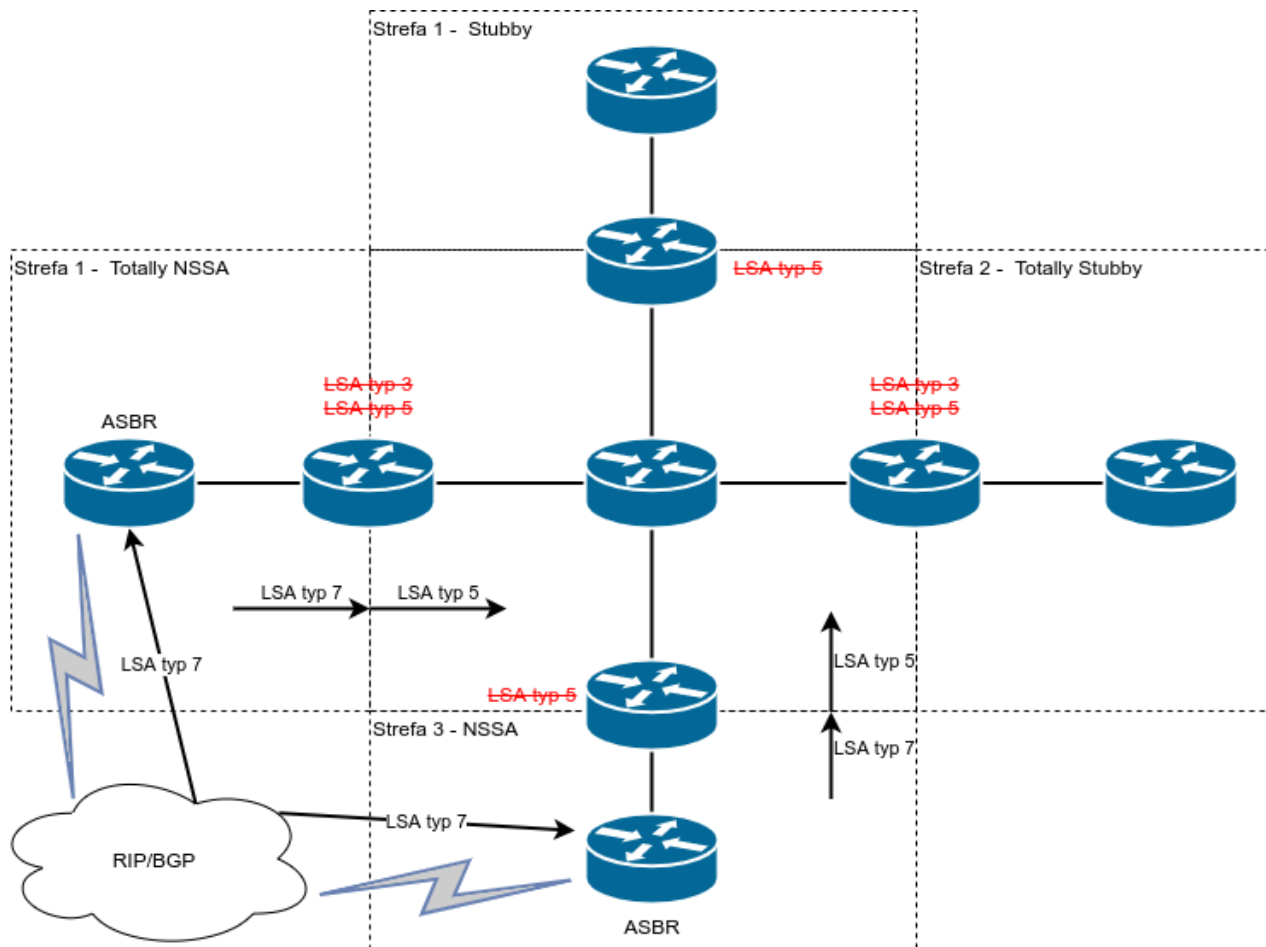 Strefa 1 - Stubby
Strefa 1 - Totally NSSA
LSA typ 5
Strefa 2 - Totally Stubby
LSA typ 3
LSA typ 5
LSA typ 3
LSA typ 5
ASBR
LSA typ 7
LSA typ 5
LSA typ 7
LSA typ 5
LSA typ 5
Strefa 3 - NSSA
LSA typ 7
LSA typ 7
RIP/BGP
ASBR